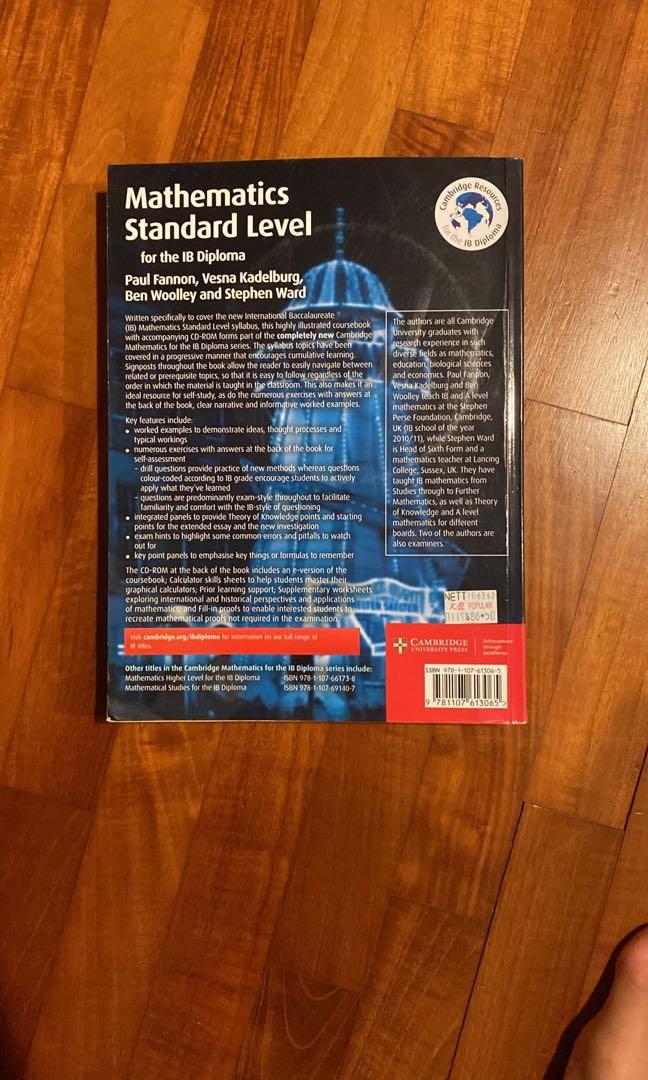 Mathematics
Standard Level
for the IB Diploma
Paul Fannon, Vesna Kadelburg,
Ben Woolley and Stephen Ward
Cambridge Resources
for the IB Diploma
Written specifically to cover the new International Baccalaureate
(IB) Mathematics Standard Level syllabus, this highly illustrated coursebook
with accompanying CD-ROM forms part of the completely new Cambridge
Mathematics for the IB Diploma series. The syllabus topics have been
covered in a progressive manner that encourages cumulative learning.
Signposts throughout the book allow the reader to easily navigate between
related or prerequisite topics, so that it is easy to follow regardless of the
order in which the material is taught in the classroom. This also makes it an
ideal resource for self-study, as do the numerous exercises with answers at
the back of the book, clear narrative and informative worked examples.
Key features include:
• worked examples to demonstrate ideas, thought processes and
typical workings
• numerous exercises with answers at the back of the book for
self-assessment
– drill questions provide practice of new methods whereas questions
colour-coded according to IB grade encourage students to actively
apply what they've learned
– questions are predominantly exam-style throughout to facilitate
familiarity and comfort with the IB-style of questioning
• integrated panels to provide Theory of Knowledge points and starting
points for the extended essay and the new investigation
• exam hints to highlight some common errors and pitfalls to watch
out for
• key point panels to emphasise key things or formulas to remember
The CD-ROM at the back of the book includes an e-version of the
coursebook; Calculator skills sheets to help students master their
graphical calculators; Prior learning support; Supplementary worksheets
exploring international and historical perspectives and applications
of mathematics; and Fill-in proofs to enable interested students to
recreate mathematical proofs not required in the examination.
The authors are all Cambridge
University graduates with
research experience in such
diverse fields as mathematics,
education, biological sciences
and economics. Paul Fannon,
Vesna Kadelburg and Ben
Woolley teach IB and A level
mathematics at the Stephen
Perse Foundation, Cambridge,
UK (IB school of the year
2010/11), while Stephen Ward
is Head of Sixth Form and a
mathematics teacher at Lancing
College, Sussex, UK. They have
taught IB mathematics from
Studies through to Further
Mathematics, as well as Theory
of Knowledge and A level
mathematics for different
boards. Two of the authors are
also examiners.
NETT
大眾 POPULAR
Visit cambridge.org/ibdiploma for information on our full range of
IB titles.
CAMBRIDGE
UNIVERSITY PRESS
Achievement
through
excellence
Other titles in the Cambridge Mathematics for the IB Diploma series include:
Mathematics Higher Level for the IB Diploma ISBN 978-1-107-66173-8
Mathematical Studies for the IB Diploma ISBN 978-1-107-69140-7
ISBN 978-1-107-61306-5
9 781107 613065 >